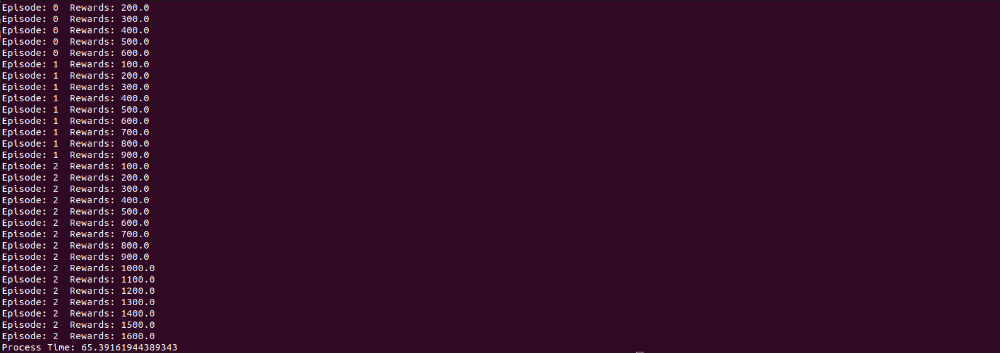 Episode: 0  Rewards: 200.0
Episode: 0  Rewards: 300.0
Episode: 0  Rewards: 400.0
Episode: 0  Rewards: 500.0
Episode: 0  Rewards: 600.0
Episode: 1  Rewards: 100.0
Episode: 1  Rewards: 200.0
Episode: 1  Rewards: 300.0
Episode: 1  Rewards: 400.0
Episode: 1  Rewards: 500.0
Episode: 1  Rewards: 600.0
Episode: 1  Rewards: 700.0
Episode: 1  Rewards: 800.0
Episode: 1  Rewards: 900.0
Episode: 2  Rewards: 100.0
Episode: 2  Rewards: 200.0
Episode: 2  Rewards: 300.0
Episode: 2  Rewards: 400.0
Episode: 2  Rewards: 500.0
Episode: 2  Rewards: 600.0
Episode: 2  Rewards: 700.0
Episode: 2  Rewards: 800.0
Episode: 2  Rewards: 900.0
Episode: 2  Rewards: 1000.0
Episode: 2  Rewards: 1100.0
Episode: 2  Rewards: 1200.0
Episode: 2  Rewards: 1300.0
Episode: 2  Rewards: 1400.0
Episode: 2  Rewards: 1500.0
Episode: 2  Rewards: 1600.0
Process Time: 65.39161944389343